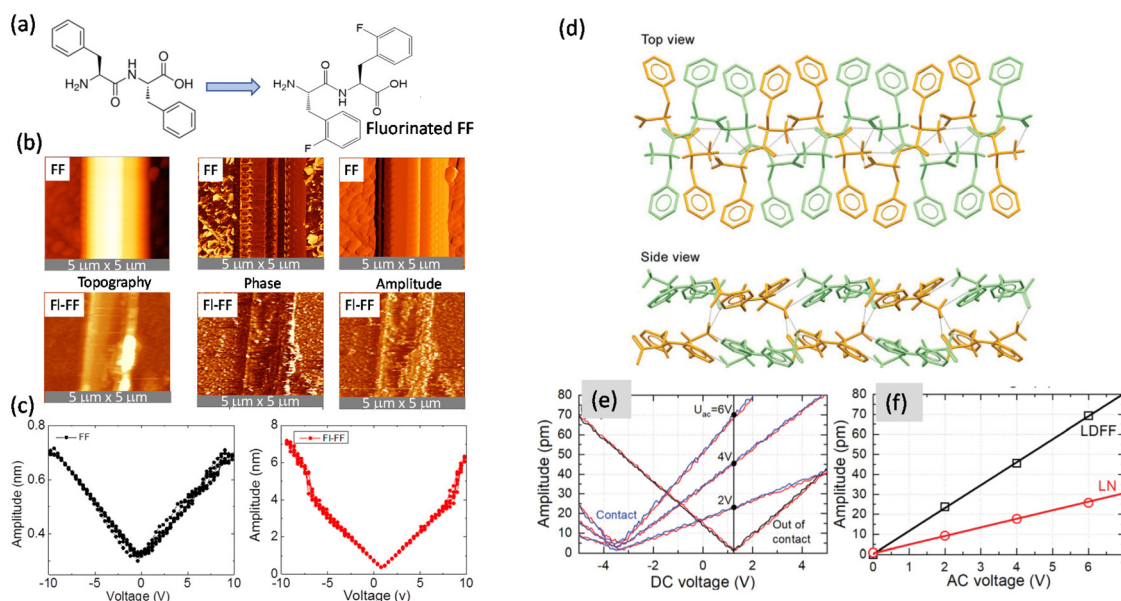 (a)
O
OH
H₂N
N
H
O
F
O
H₂N
N
H
OH
O
F
Fluorinated FF
(b)
FF
FF
FF
5 µm x 5 µm
5 µm x 5 µm
5 µm x 5 µm
Topography
Phase
Amplitude
Fl-FF
Fl-FF
Fl-FF
5 µm x 5 µm
5 µm x 5 µm
5 µm x 5 µm
(c)
0.8
0.6
0.4
Amplitude (nm)
FF
-10 -5 0 5 10
Voltage (V)
8
6
4
2
0
Amplitude (nm)
Fl-FF
-10 -5 0 5 10
Voltage (v)
(d)
Top view
Side view
(e)
80
70
60
50
40
30
20
10
0
Amplitude (pm)
Uac=6V
4V
2V
Contact
Out of
contact
-4 -2 0 2 4
DC voltage (V)
(f)
80
70
60
50
40
30
20
10
0
Amplitude (pm)
LDFF
LN
0 2 4 6
AC voltage (V)